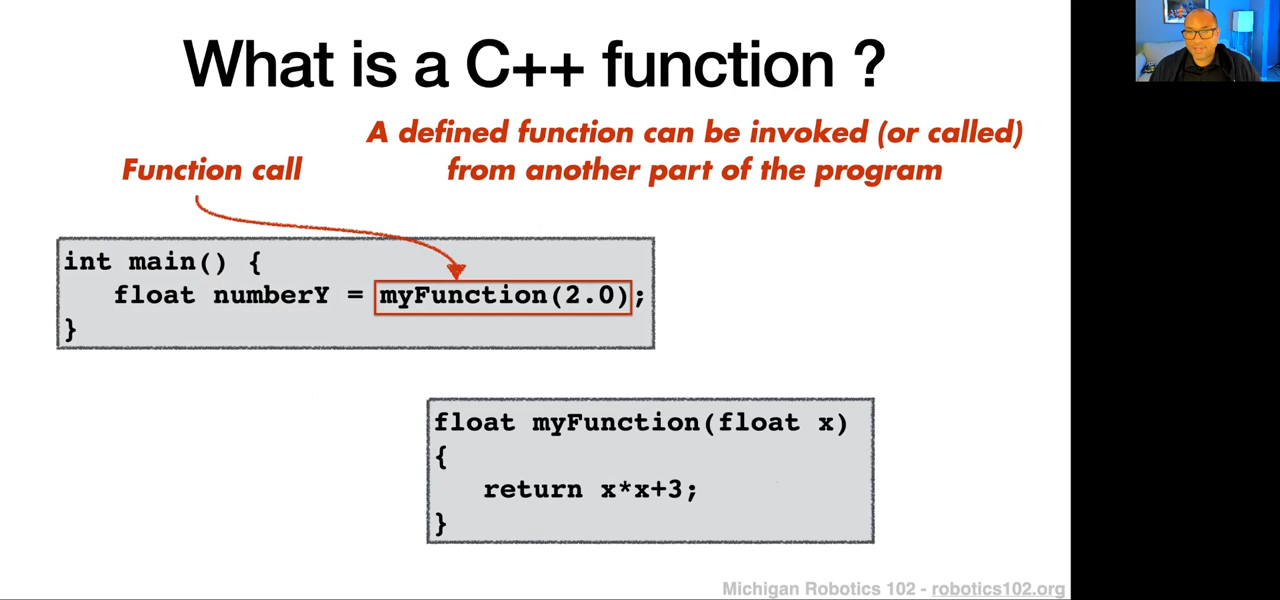 What is a C++ function ?
A defined function can be invoked (or called)
from another part of the program
Function call
int main() {
float numberY = myFunction(2.0);
}
float myFunction(float x)
{
return x*x+3;
}
Michigan Robotics 102 - robotics102.org